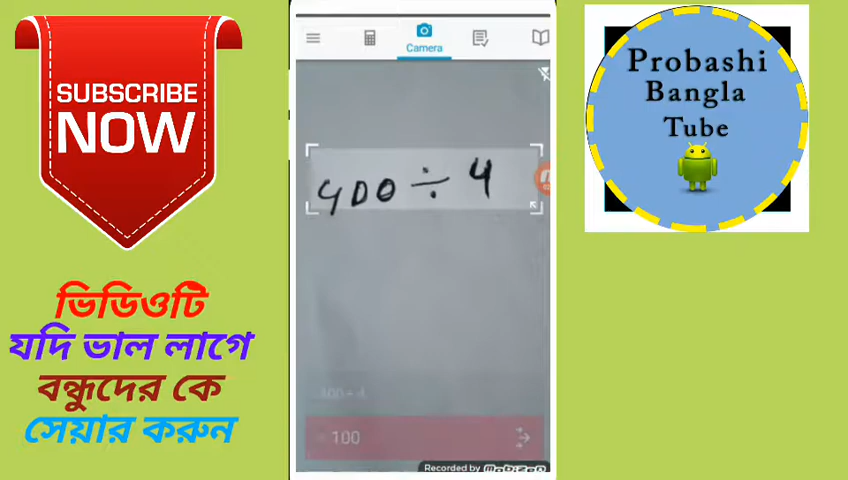 SUBSCRIBE
NOW
ভিডিওটি
যদি ভাল লাগে
বন্ধুদের কে
সেয়ার করুন
Camera
400 ÷ 4
400 ÷ 4
= 100
Recorded by
Probashi
Bangla
Tube